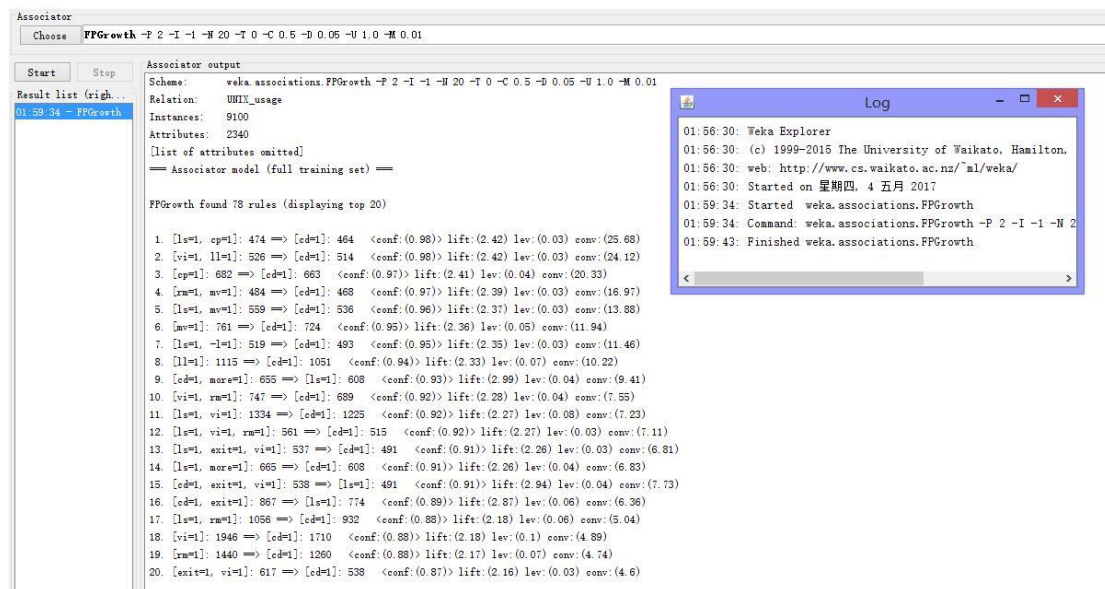 Associator
Choose FPGrowth -P 2 -I -1 -N 20 -T 0 -C 0.5 -D 0.05 -U 1.0 -M 0.01
Start Stop
Result list (righ...
01:59:34 - FPGrowth
Associator output
Scheme: weka.associations.FPGrowth -P 2 -I -1 -N 20 -T 0 -C 0.5 -D 0.05 -U 1.0 -M 0.01
Relation: UNIX_usage
Instances: 9100
Attributes: 2340
[list of attributes omitted]
=== Associator model (full training set) ===
FPGrowth found 78 rules (displaying top 20)
1. [ls=1, cp=1]: 474 ==> [cd=1]: 464 <conf:(0.98)> lift:(2.42) lev:(0.03) conv:(25.68)
2. [vi=1, ll=1]: 526 ==> [cd=1]: 514 <conf:(0.98)> lift:(2.42) lev:(0.03) conv:(24.12)
3. [cp=1]: 682 ==> [cd=1]: 663 <conf:(0.97)> lift:(2.41) lev:(0.04) conv:(20.33)
4. [rm=1, mv=1]: 484 ==> [cd=1]: 468 <conf:(0.97)> lift:(2.39) lev:(0.03) conv:(16.97)
5. [ls=1, mv=1]: 559 ==> [cd=1]: 536 <conf:(0.96)> lift:(2.37) lev:(0.03) conv:(13.88)
6. [mv=1]: 761 ==> [cd=1]: 724 <conf:(0.95)> lift:(2.36) lev:(0.05) conv:(11.94)
7. [ls=1, -l=1]: 519 ==> [cd=1]: 493 <conf:(0.95)> lift:(2.35) lev:(0.03) conv:(11.46)
8. [ll=1]: 1115 ==> [cd=1]: 1051 <conf:(0.94)> lift:(2.33) lev:(0.07) conv:(10.22)
9. [cd=1, more=1]: 655 ==> [ls=1]: 608 <conf:(0.93)> lift:(2.99) lev:(0.04) conv:(9.41)
10. [vi=1, rm=1]: 747 ==> [cd=1]: 689 <conf:(0.92)> lift:(2.28) lev:(0.04) conv:(7.55)
11. [ls=1, vi=1]: 1334 ==> [cd=1]: 1225 <conf:(0.92)> lift:(2.27) lev:(0.08) conv:(7.23)
12. [ls=1, vi=1, rm=1]: 561 ==> [cd=1]: 515 <conf:(0.92)> lift:(2.27) lev:(0.03) conv:(7.11)
13. [ls=1, exit=1, vi=1]: 537 ==> [cd=1]: 491 <conf:(0.91)> lift:(2.26) lev:(0.03) conv:(6.81)
14. [ls=1, more=1]: 665 ==> [cd=1]: 608 <conf:(0.91)> lift:(2.26) lev:(0.04) conv:(6.83)
15. [cd=1, exit=1, vi=1]: 538 ==> [ls=1]: 491 <conf:(0.91)> lift:(2.94) lev:(0.04) conv:(7.73)
16. [cd=1, exit=1]: 867 ==> [ls=1]: 774 <conf:(0.89)> lift:(2.87) lev:(0.06) conv:(6.36)
17. [ls=1, rm=1]: 1056 ==> [cd=1]: 932 <conf:(0.88)> lift:(2.18) lev:(0.06) conv:(5.04)
18. [vi=1]: 1946 ==> [cd=1]: 1710 <conf:(0.88)> lift:(2.18) lev:(0.1) conv:(4.89)
19. [rm=1]: 1440 ==> [cd=1]: 1260 <conf:(0.88)> lift:(2.17) lev:(0.07) conv:(4.74)
20. [exit=1, vi=1]: 617 ==> [cd=1]: 538 <conf:(0.87)> lift:(2.16) lev:(0.03) conv:(4.6)
Log
01:56:30: Weka Explorer
01:56:30: (c) 1999-2015 The University of Waikato, Hamilton,
01:56:30: web: http://www.cs.waikato.ac.nz/~ml/weka/
01:56:30: Started on 星期四, 4 五月 2017
01:59:34: Started weka.associations.FPGrowth
01:59:34: Command: weka.associations.FPGrowth -P 2 -I -1 -N 2
01:59:43: Finished weka.associations.FPGrowth